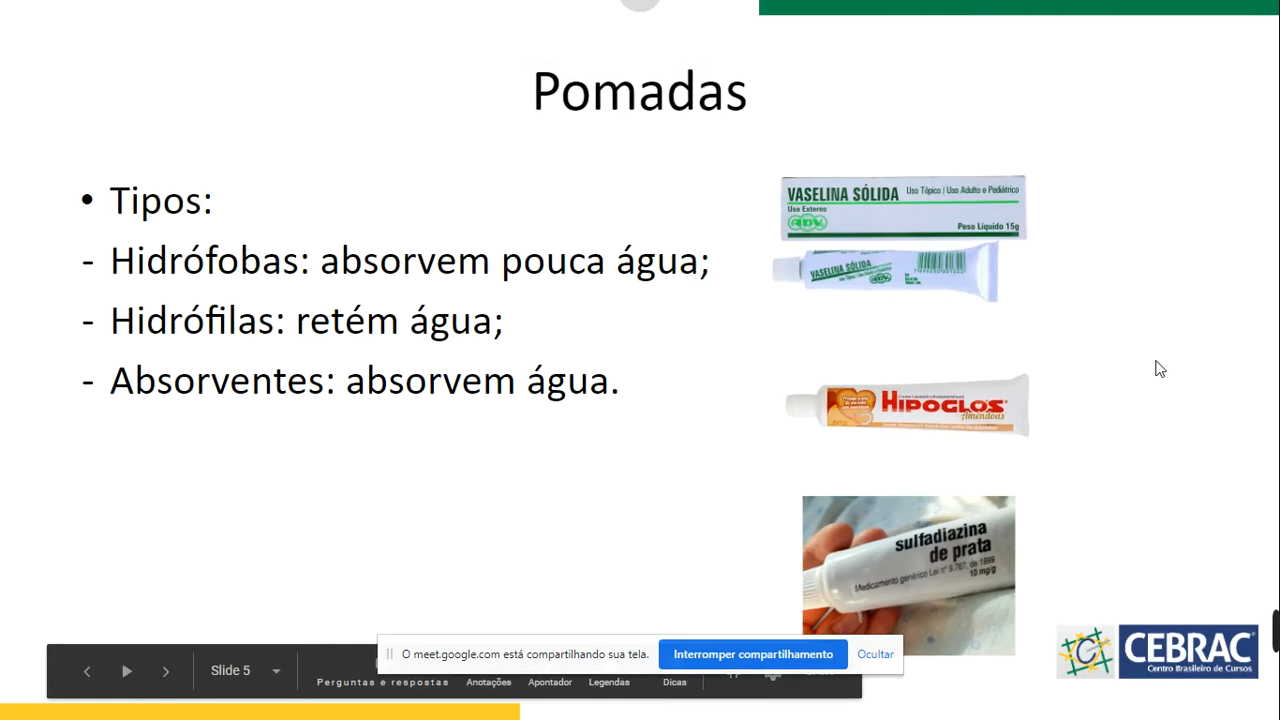 Pomadas
• Tipos:
- Hidrófobas: absorvem pouca água;
- Hidrófilas: retém água;
- Absorventes: absorvem água.
VASELINA SÓLIDA Uso Tópico / Uso Adulto e Pediátrico
Uso Externo
ADV
Peso Líquido 15g
VASELINA SÓLIDA
HIPOGLÓS
Amêndoas
sulfadiazina
de prata
Medicamento genérico Lei nº 9.787, de 1999
10 mg/g
CEBRAC
Centro Brasileiro de Cursos
O meet.google.com está compartilhando sua tela.
Interromper compartilhamento
Ocultar
Slide 5
Perguntas e respostas
Anotações
Apontador
Legendas
Dicas